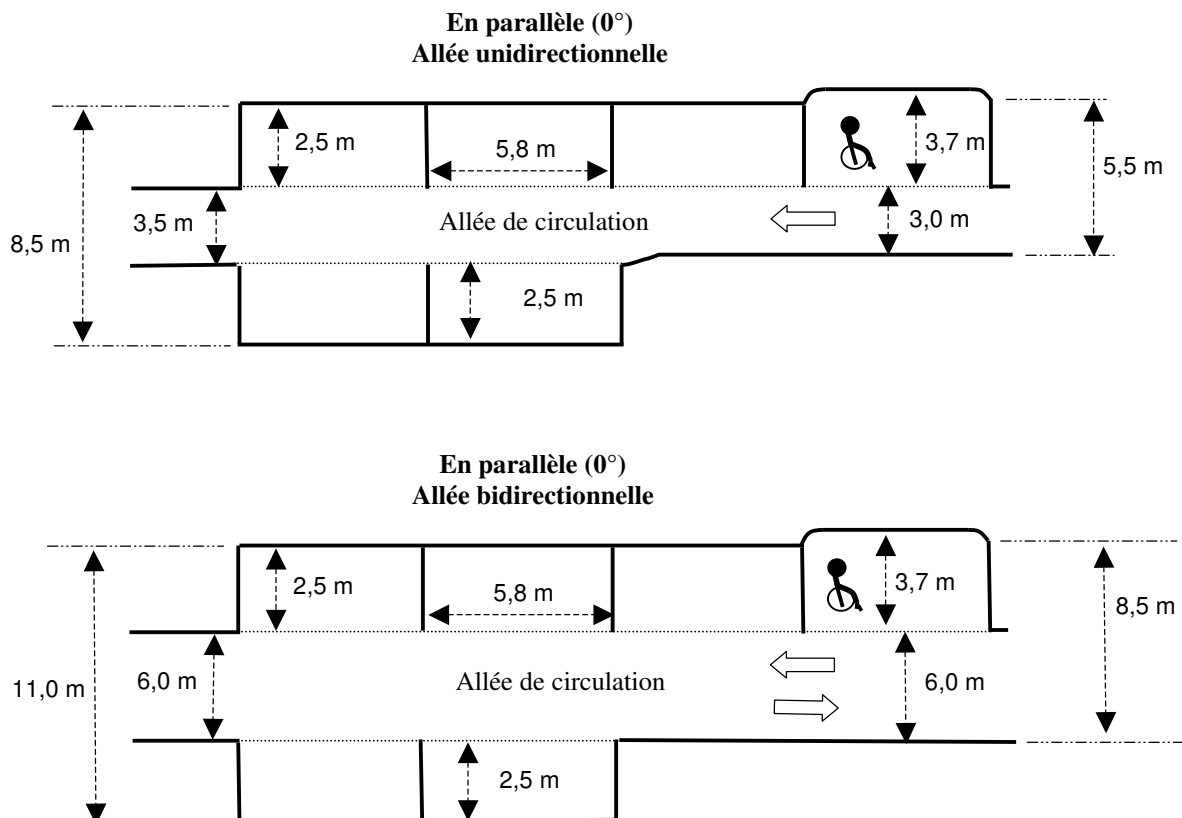 En parallèle (0°)
Allée unidirectionnelle
2,5 m
5,8 m
3,7 m
5,5 m
3,5 m
Allée de circulation
3,0 m
8,5 m
2,5 m
En parallèle (0°)
Allée bidirectionnelle
2,5 m
5,8 m
3,7 m
8,5 m
11,0 m
6,0 m
Allée de circulation
6,0 m
2,5 m